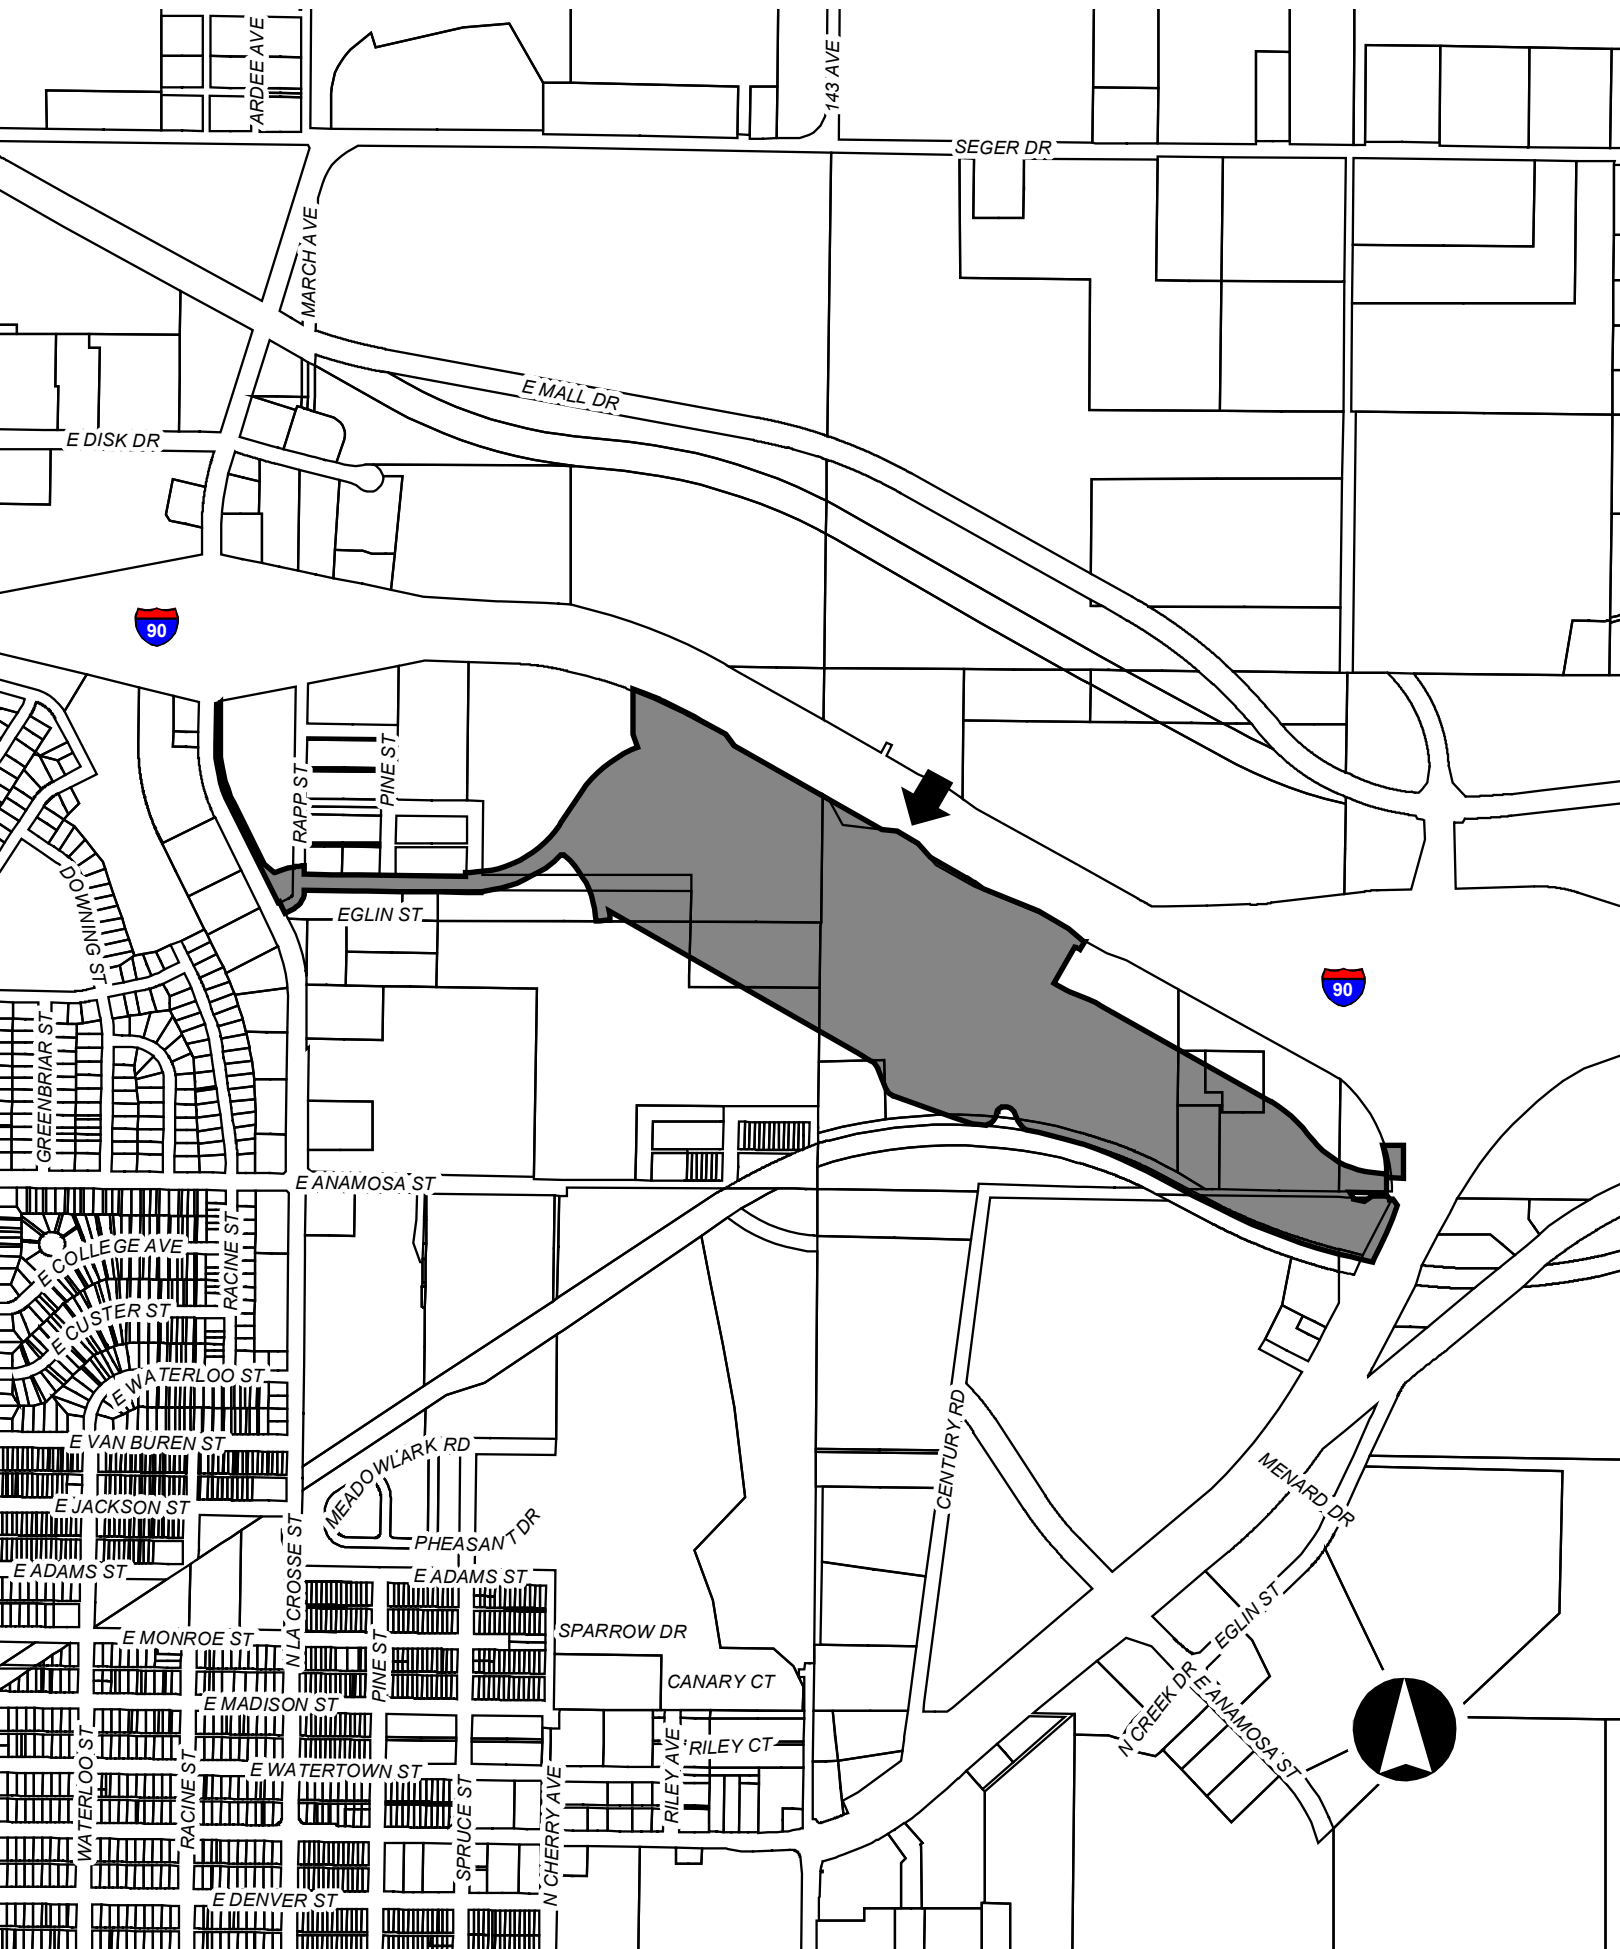 ARDEE AVE
143 AVE
SEGER DR
MARCH AVE
E MALL DR
E DISK DR
90
PINE ST
RAPP ST
DOWNING ST
EGLIN ST
90
GREENBRIAR ST
E ANAMOSA ST
RACINE ST
E COLLEGE AVE
E CUSTER ST
E WATERLOO ST
CENTURY RD
E VAN BUREN ST
MEADOWLARK RD
MENARD DR
E JACKSON ST
PHEASANT DR
N LA CROSSE ST
E ADAMS ST
E ADAMS ST
EGLIN ST
SPARROW DR
E MONROE ST
PINE ST
CANARY CT
N CREEK DR
E ANAMOSA ST
E MADISON ST
RILEY CT
WATERLOO ST
RACINE ST
E WATERTOWN ST
SPRUCE ST
N CHERRY AVE
RILEY AVE
E DENVER ST